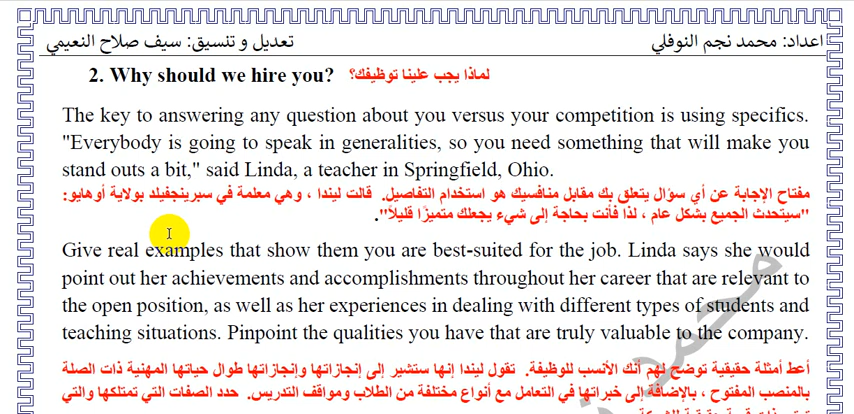 اعداد: محمد نجم النوفلي
تعديل و تنسيق: سيف صلاح النعيمي
2. Why should we hire you? لماذا يجب علينا توظيفك؟
The key to answering any question about you versus your competition is using specifics.
"Everybody is going to speak in generalities, so you need something that will make you
stand outs a bit," said Linda, a teacher in Springfield, Ohio.
مفتاح الإجابة عن أي سؤال يتعلق بك مقابل منافسيك هو استخدام التفاصيل. قالت ليندا ، وهي معلمة في سبرينجفيلد بولاية أوهايو:
"سيتحدث الجميع بشكل عام ، لذا فأنت بحاجة إلى شيء يجعلك متميزًا قليلاً".
Give real examples that show them you are best-suited for the job. Linda says she would
point out her achievements and accomplishments throughout her career that are relevant to
the open position, as well as her experiences in dealing with different types of students and
teaching situations. Pinpoint the qualities you have that are truly valuable to the company.
أعط أمثلة حقيقية توضح لهم أنك الأنسب للوظيفة. تقول ليندا إنها ستشير إلى إنجازاتها وإنجازاتها طوال حياتها المهنية ذات الصلة
بالمنصب المفتوح ، بالإضافة إلى خبراتها في التعامل مع أنواع مختلفة من الطلاب ومواقف التدريس. حدد الصفات التي تمتلكها والتي